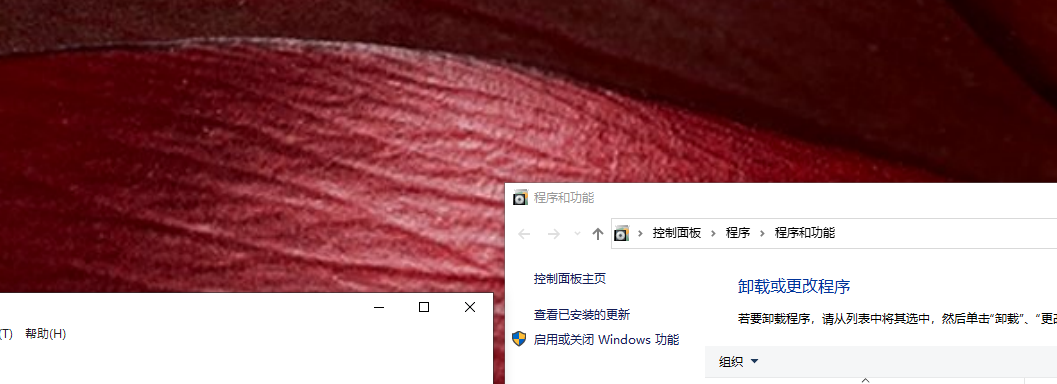 程序和功能
控制面板 › 程序 › 程序和功能
控制面板主页
卸载或更改程序
查看已安装的更新
若要卸载程序，请从列表中将其选中，然后单击“卸载”、“更改
启用或关闭 Windows 功能
(T) 帮助(H)
组织